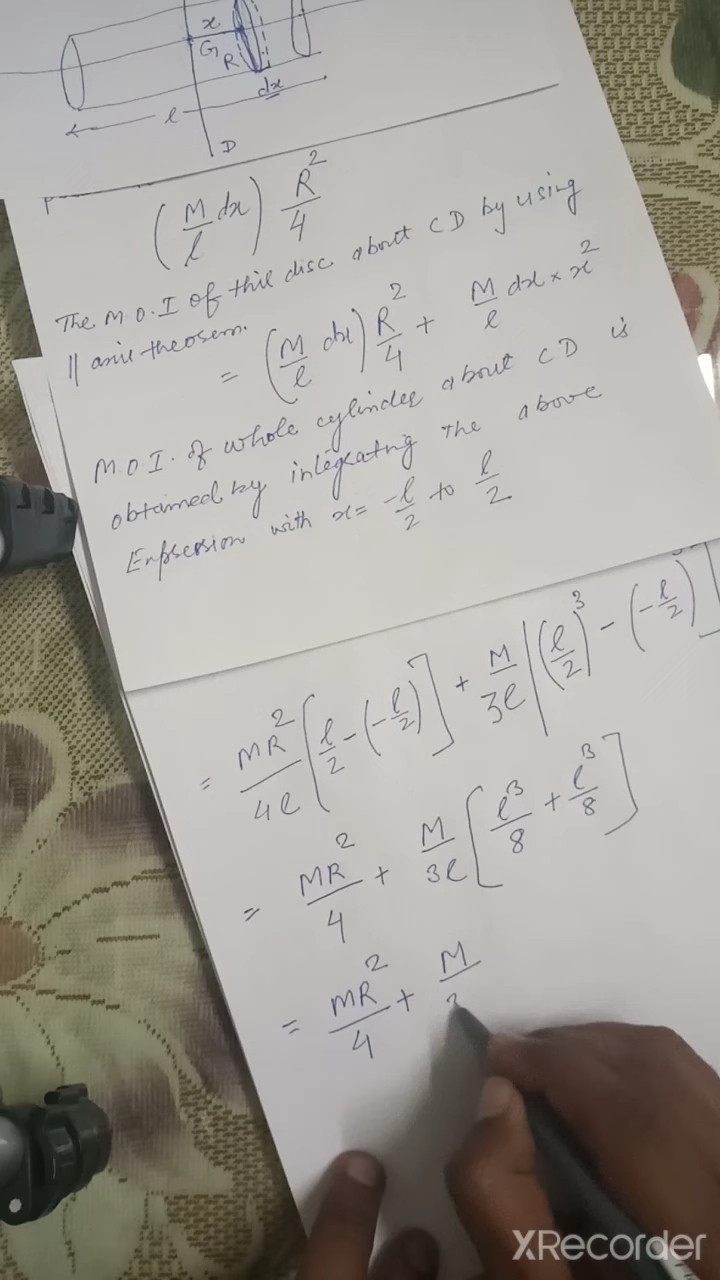 x
G
R
dx
l
D
(M/l dx) R²/4
The M.O.I of this disc about CD by using
|| axis theorem.
= (M/l dx) R²/4 + M/l dx × x²
M.O.I. of whole cylinder about CD is
obtained by integrating the above
Expression with x = -l/2 to l/2
= MR²/4l [l/2 - (-l/2)] + M/3l [(l/2)³ - (-l/2)³]
= MR²/4 + M/3l [l³/8 + l³/8]
= MR²/4 + M
XRecorder